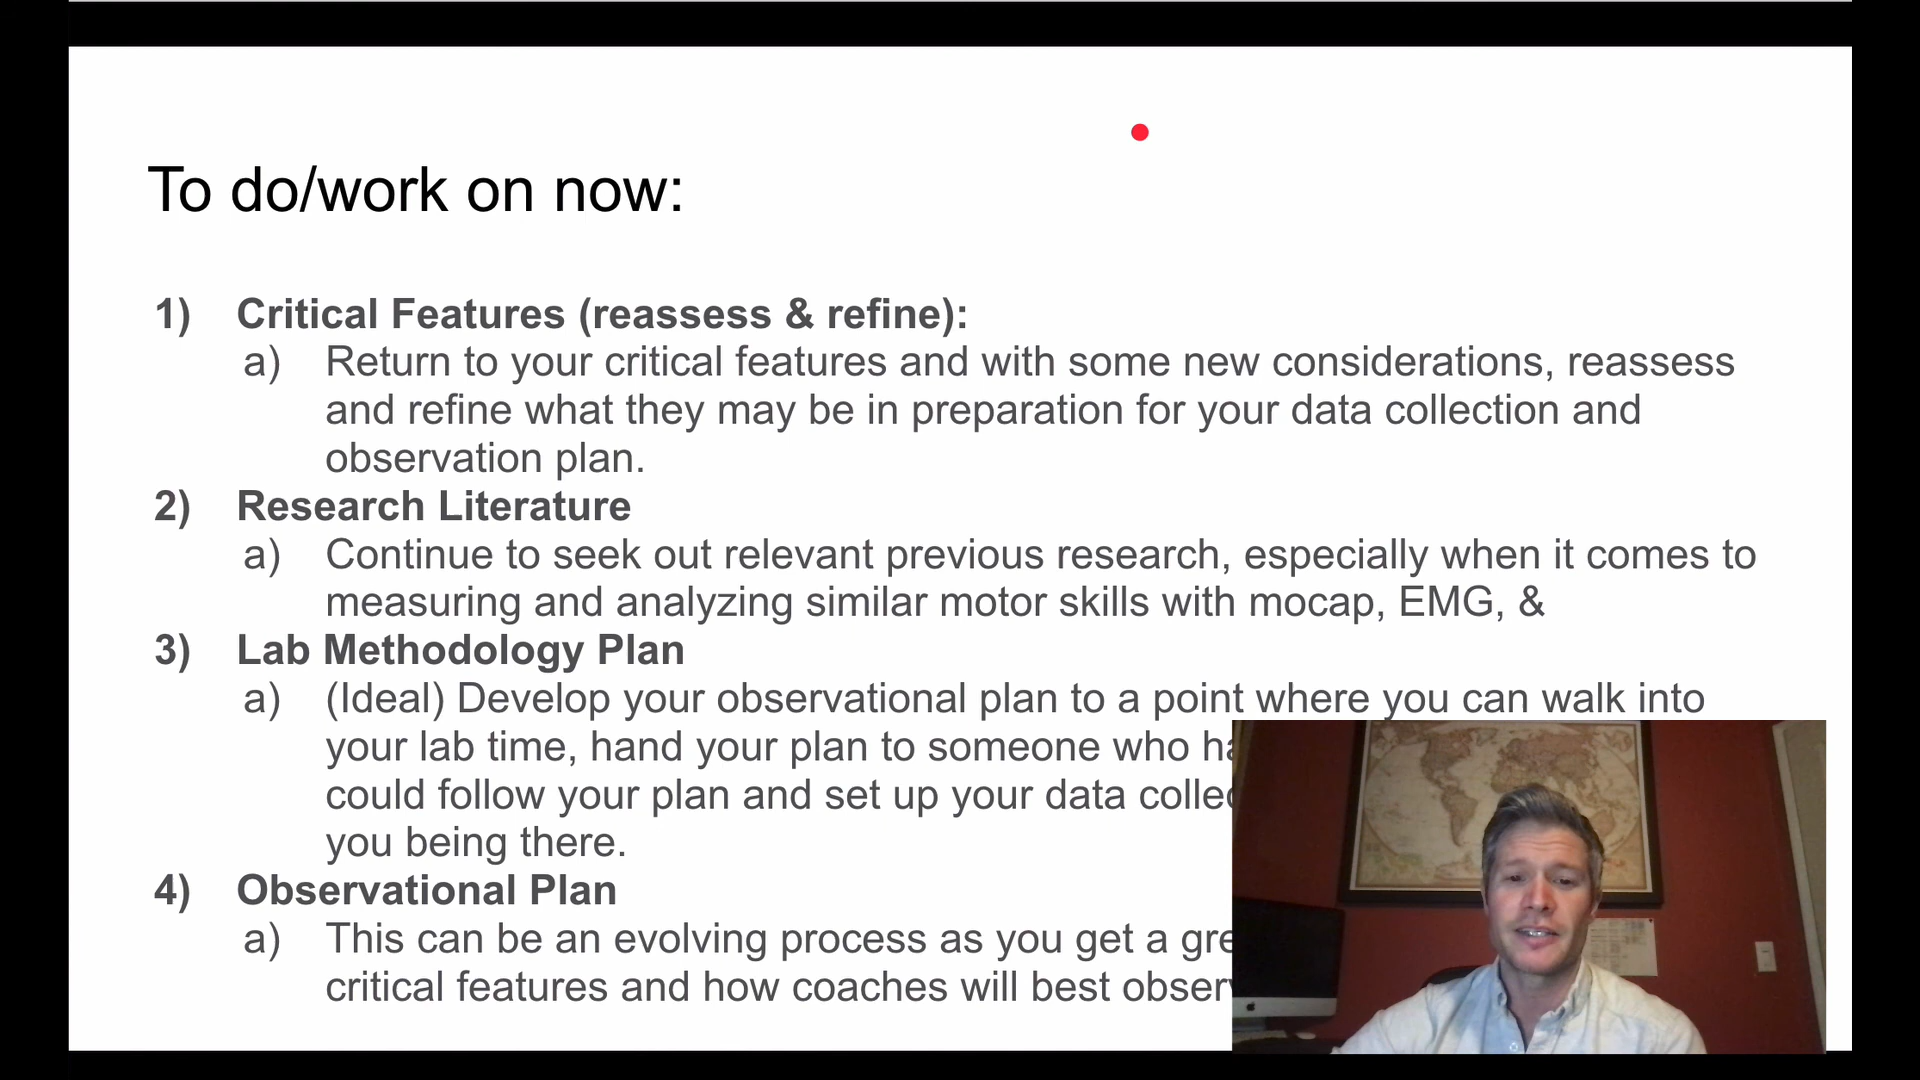 To do/work on now:
1) Critical Features (reassess & refine):
a) Return to your critical features and with some new considerations, reassess
and refine what they may be in preparation for your data collection and
observation plan.
2) Research Literature
a) Continue to seek out relevant previous research, especially when it comes to
measuring and analyzing similar motor skills with mocap, EMG, &
3) Lab Methodology Plan
a) (Ideal) Develop your observational plan to a point where you can walk into
your lab time, hand your plan to someone who
could follow your plan and set up your data
you being there.
4) Observational Plan
a) This can be an evolving process as you get a
critical features and how coaches will best